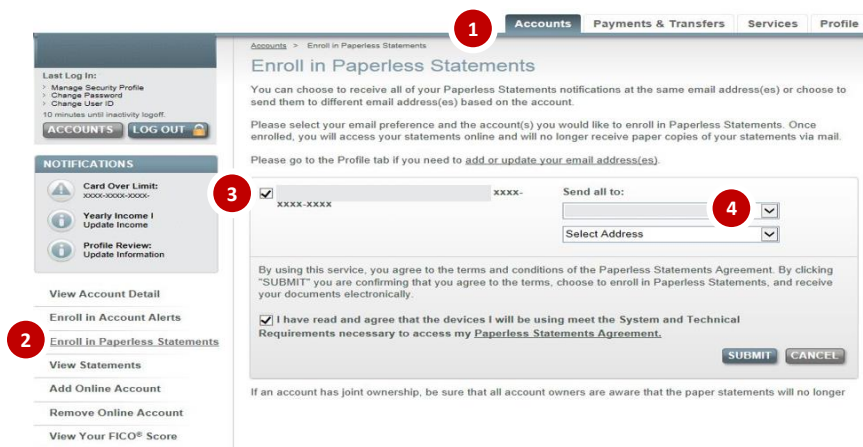 1
Accounts Payments & Transfers Services Profile
Accounts > Enroll in Paperless Statements
Enroll in Paperless Statements
You can choose to receive all of your Paperless Statements notifications at the same email address(es) or choose to
send them to different email address(es) based on the account.
Please select your email preference and the account(s) you would like to enroll in Paperless Statements. Once
enrolled, you will access your statements online and will no longer receive paper copies of your statements via mail.
Please go to the Profile tab if you need to add or update your email address(es).
Last Log In:
> Manage Security Profile
> Change Password
> Change User ID
10 minutes until inactivity logoff.
ACCOUNTS LOG OUT
NOTIFICATIONS
Card Over Limit:
xxxx-xxxx-xxxx-
Yearly Income I
Update Income
Profile Review:
Update Information
View Account Detail
Enroll in Account Alerts
2
Enroll in Paperless Statements
View Statements
Add Online Account
Remove Online Account
View Your FICO® Score
3
xxxx-
xxxx-xxxx
Send all to:
4
Select Address
By using this service, you agree to the terms and conditions of the Paperless Statements Agreement. By clicking
"SUBMIT" you are confirming that you agree to the terms, choose to enroll in Paperless Statements, and receive
your documents electronically.
I have read and agree that the devices I will be using meet the System and Technical
Requirements necessary to access my Paperless Statements Agreement.
SUBMIT CANCEL
If an account has joint ownership, be sure that all account owners are aware that the paper statements will no longer